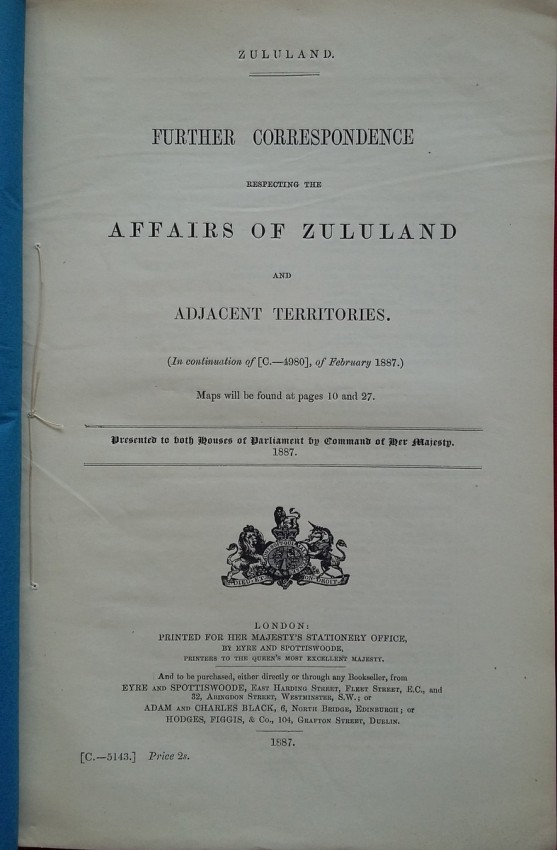 ZULULAND.
FURTHER CORRESPONDENCE
RESPECTING THE
AFFAIRS OF ZULULAND
AND
ADJACENT TERRITORIES.
(In continuation of [C.—4980], of February 1887.)
Maps will be found at pages 10 and 27.
Presented to both Houses of Parliament by Command of Her Majesty.
1887.
LONDON:
PRINTED FOR HER MAJESTY'S STATIONERY OFFICE,
BY EYRE AND SPOTTISWOODE,
PRINTERS TO THE QUEEN'S MOST EXCELLENT MAJESTY.
And to be purchased, either directly or through any Bookseller, from
EYRE AND SPOTTISWOODE, EAST HARDING STREET, FLEET STREET, E.C., and
32, ABINGDON STREET, WESTMINSTER, S.W.; or
ADAM AND CHARLES BLACK, 6, NORTH BRIDGE, EDINBURGH; or
HODGES, FIGGIS, & Co., 104, GRAFTON STREET, DUBLIN.
1887.
[C.—5143.] Price 2s.